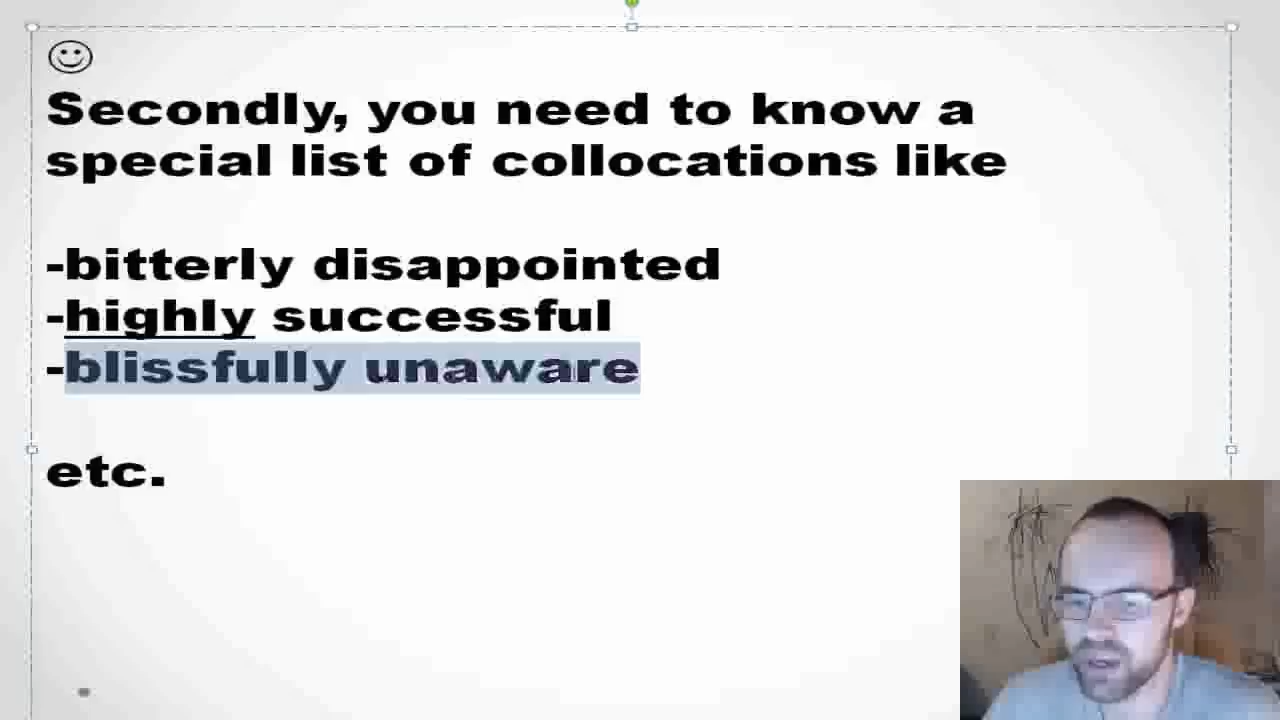 Secondly, you need to know a
special list of collocations like
-bitterly disappointed
-highly successful
-blissfully unaware
etc.